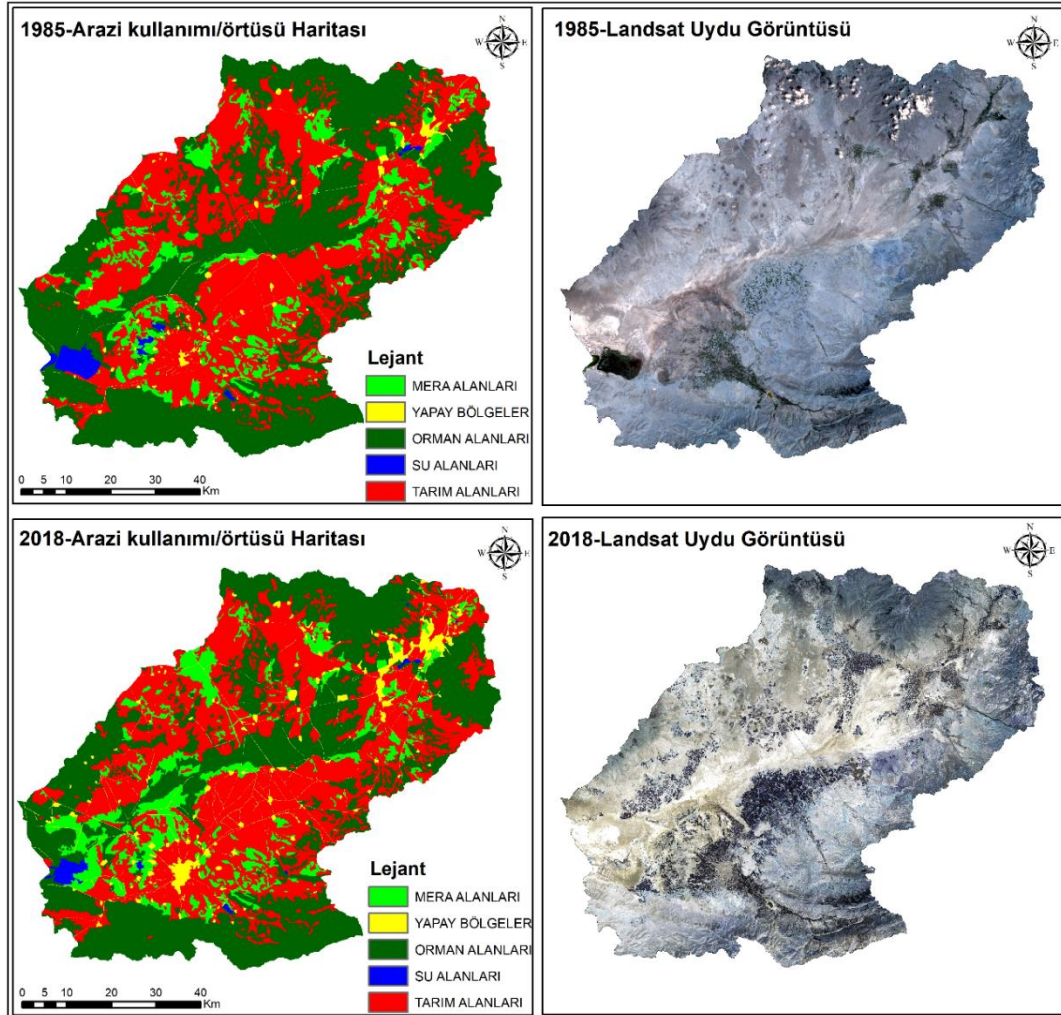 1985-Arazi kullanımı/örtüsü Haritası
N
W E
S
Lejant
MERA ALANLARI
YAPAY BÖLGELER
ORMAN ALANLARI
SU ALANLARI
TARIM ALANLARI
0 5 10 20 30 40
Km
1985-Landsat Uydu Görüntüsü
N
W E
S
2018-Arazi kullanımı/örtüsü Haritası
N
W E
S
Lejant
MERA ALANLARI
YAPAY BÖLGELER
ORMAN ALANLARI
SU ALANLARI
TARIM ALANLARI
0 5 10 20 30 40
Km
2018-Landsat Uydu Görüntüsü
N
W E
S